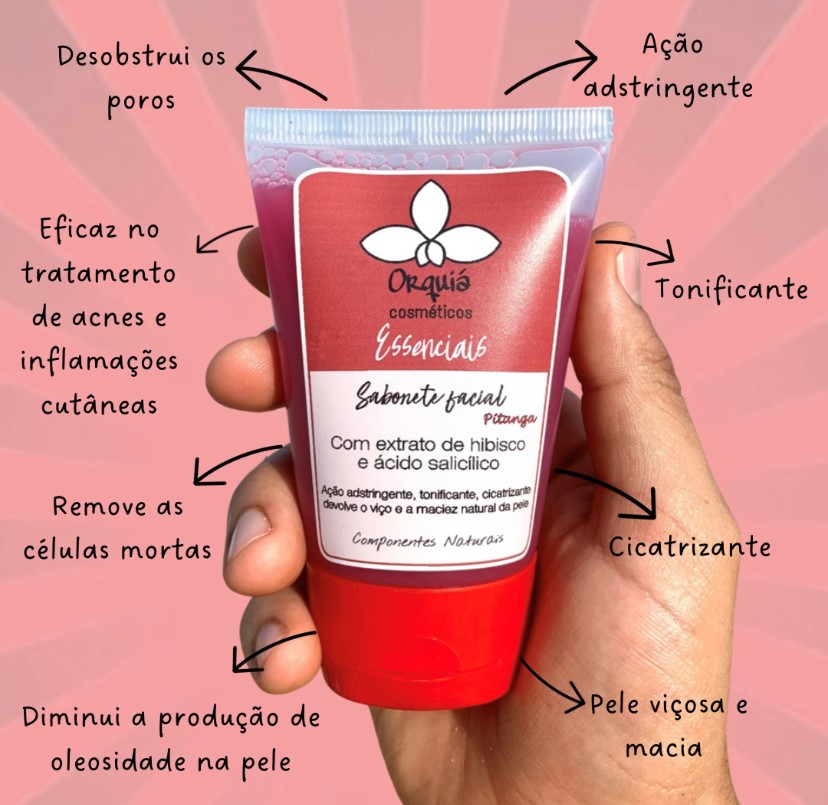 Desobstrui os
poros
Ação
adstringente
Eficaz no
tratamento
de acnes e
inflamações
cutâneas
Tonificante
Orquiá
cosméticos
Essenciais
Sabonete facial
Pitanga
Com extrato de hibisco
e ácido salicílico
Ação adstringente, tonificante, cicatrizante
devolve o viço e a maciez natural da pele
Componentes Naturais
Remove as
células mortas
Cicatrizante
Diminui a produção de
oleosidade na pele
Pele viçosa e
macia